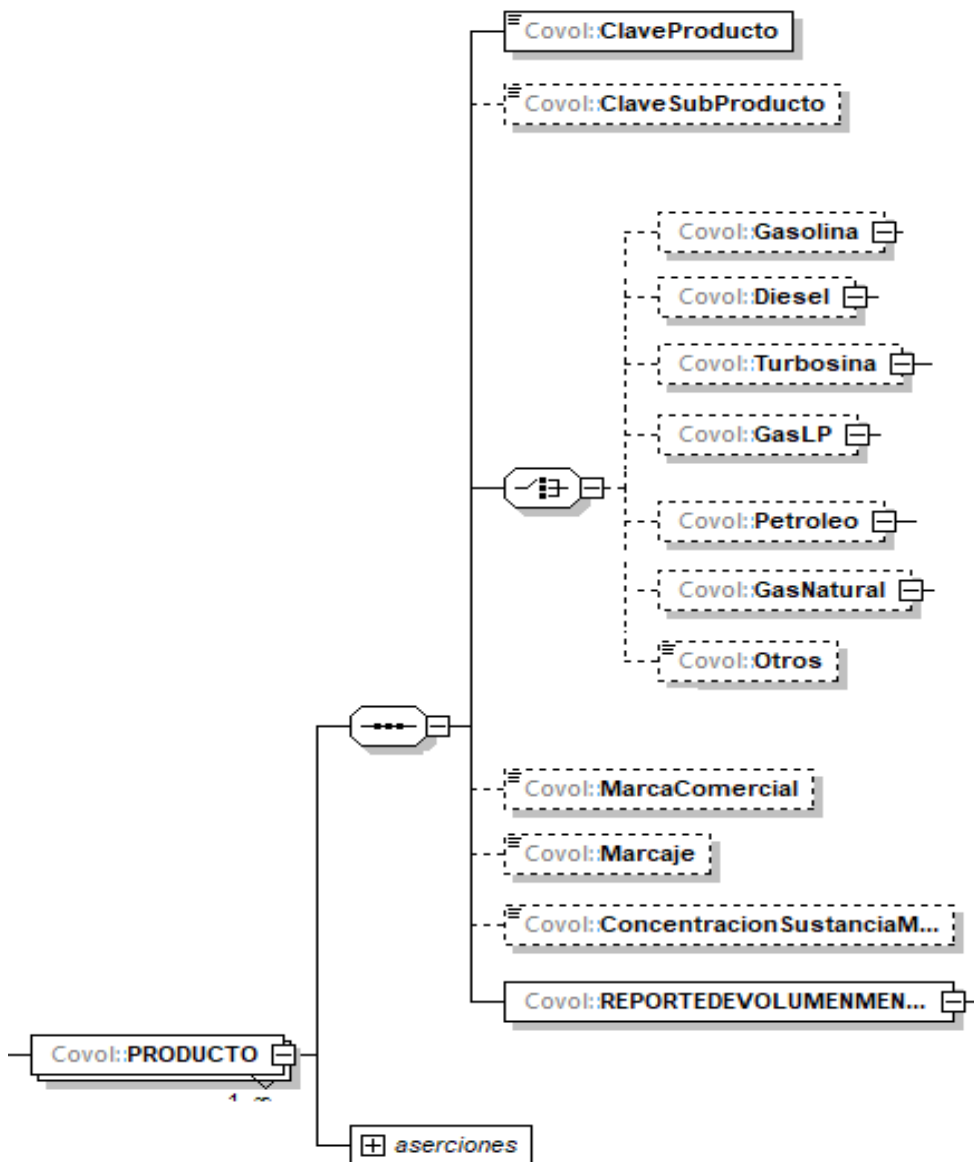 Covol::ClaveProducto
Covol::ClaveSubProducto
Covol::Gasolina
Covol::Diesel
Covol::Turbosina
Covol::GasLP
Covol::Petroleo
Covol::GasNatural
Covol::Otros
Covol::MarcaComercial
Covol::Marcaje
Covol::ConcentracionSustanciaM...
Covol::REPORTEDEVOLUMENMEN...
Covol::PRODUCTO
aserciones